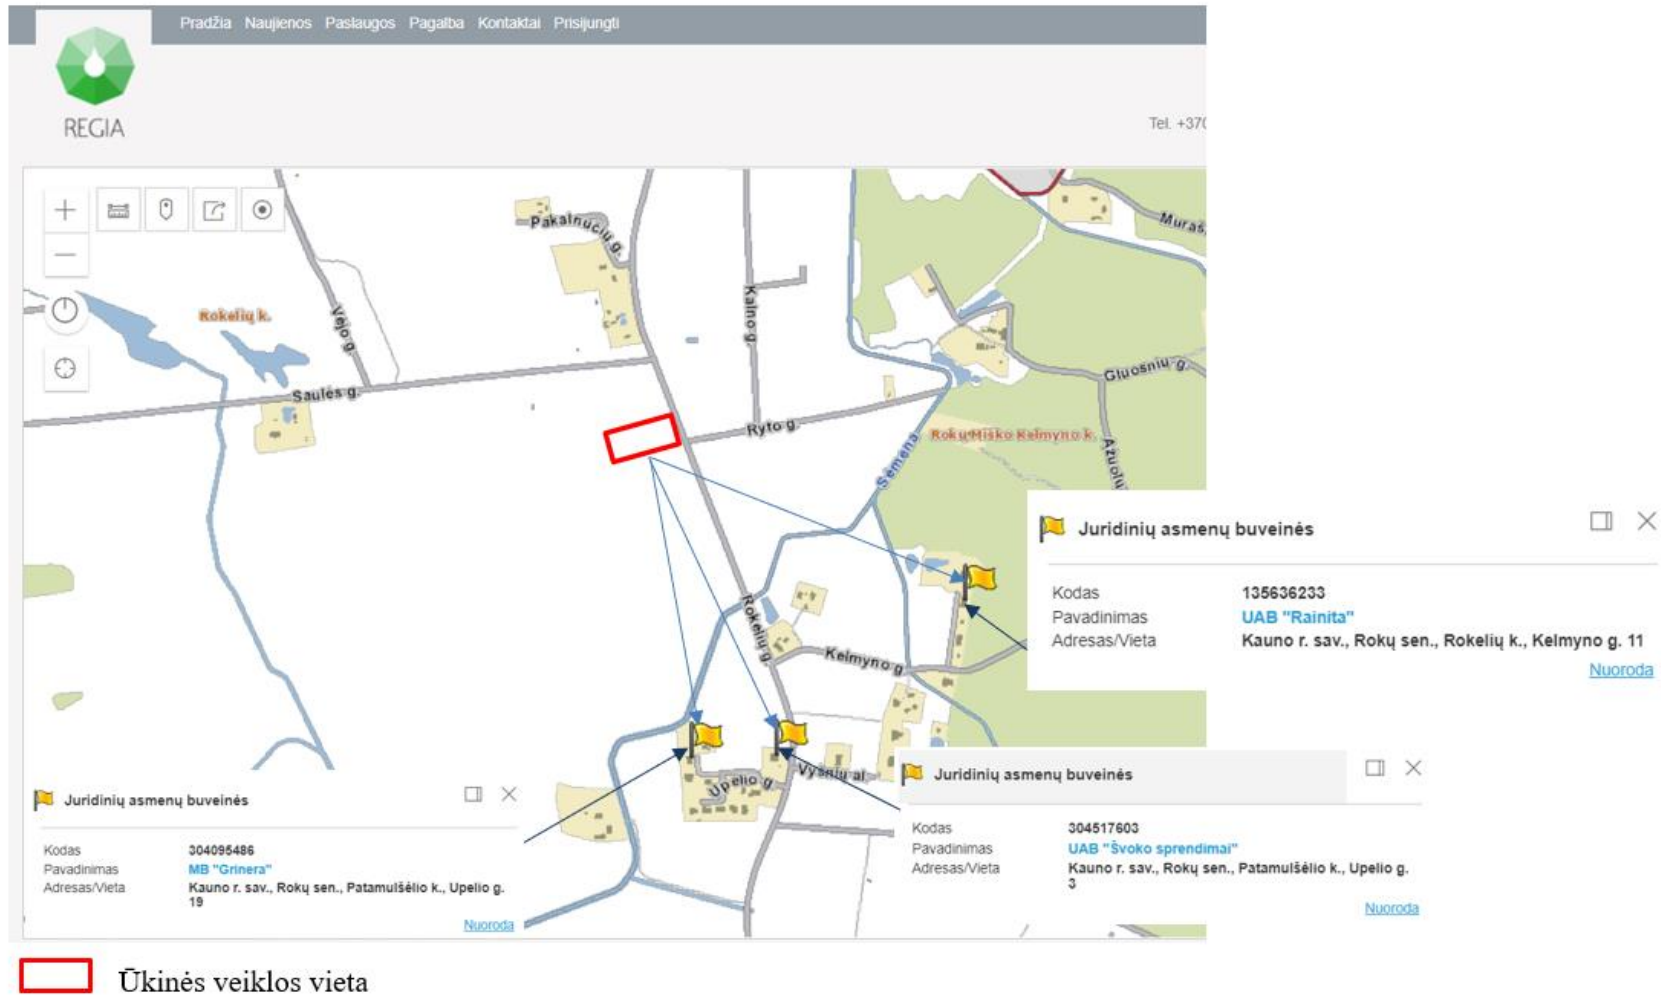 Pradžia Naujienos Paslaugos Pagalba Kontaktai Prisijungti
REGIA
Tel. +370
Pakalnučių g.
Muraš
Kalno g.
Rokelių k.
Vėjo g.
Gluosnių g.
Saulės g.
Ryto g.
Rokų Miško Kelmyno k.
Ąžuolų
Sėmena
Juridinių asmenų buveinės
Kodas 135636233
Pavadinimas UAB "Rainita"
Adresas/Vieta Kauno r. sav., Rokų sen., Rokelių k., Kelmyno g. 11
Nuoroda
Rokelių g.
Kelmyno g.
Upelio g.
Vyšnių al.
Juridinių asmenų buveinės
Kodas 304095486
Pavadinimas MB "Grinera"
Adresas/Vieta Kauno r. sav., Rokų sen., Patamulšėlio k., Upelio g.
19
Nuoroda
Juridinių asmenų buveinės
Kodas 304517603
Pavadinimas UAB "Švoko sprendimai"
Adresas/Vieta Kauno r. sav., Rokų sen., Patamulšėlio k., Upelio g.
3
Nuoroda
Ūkinės veiklos vieta